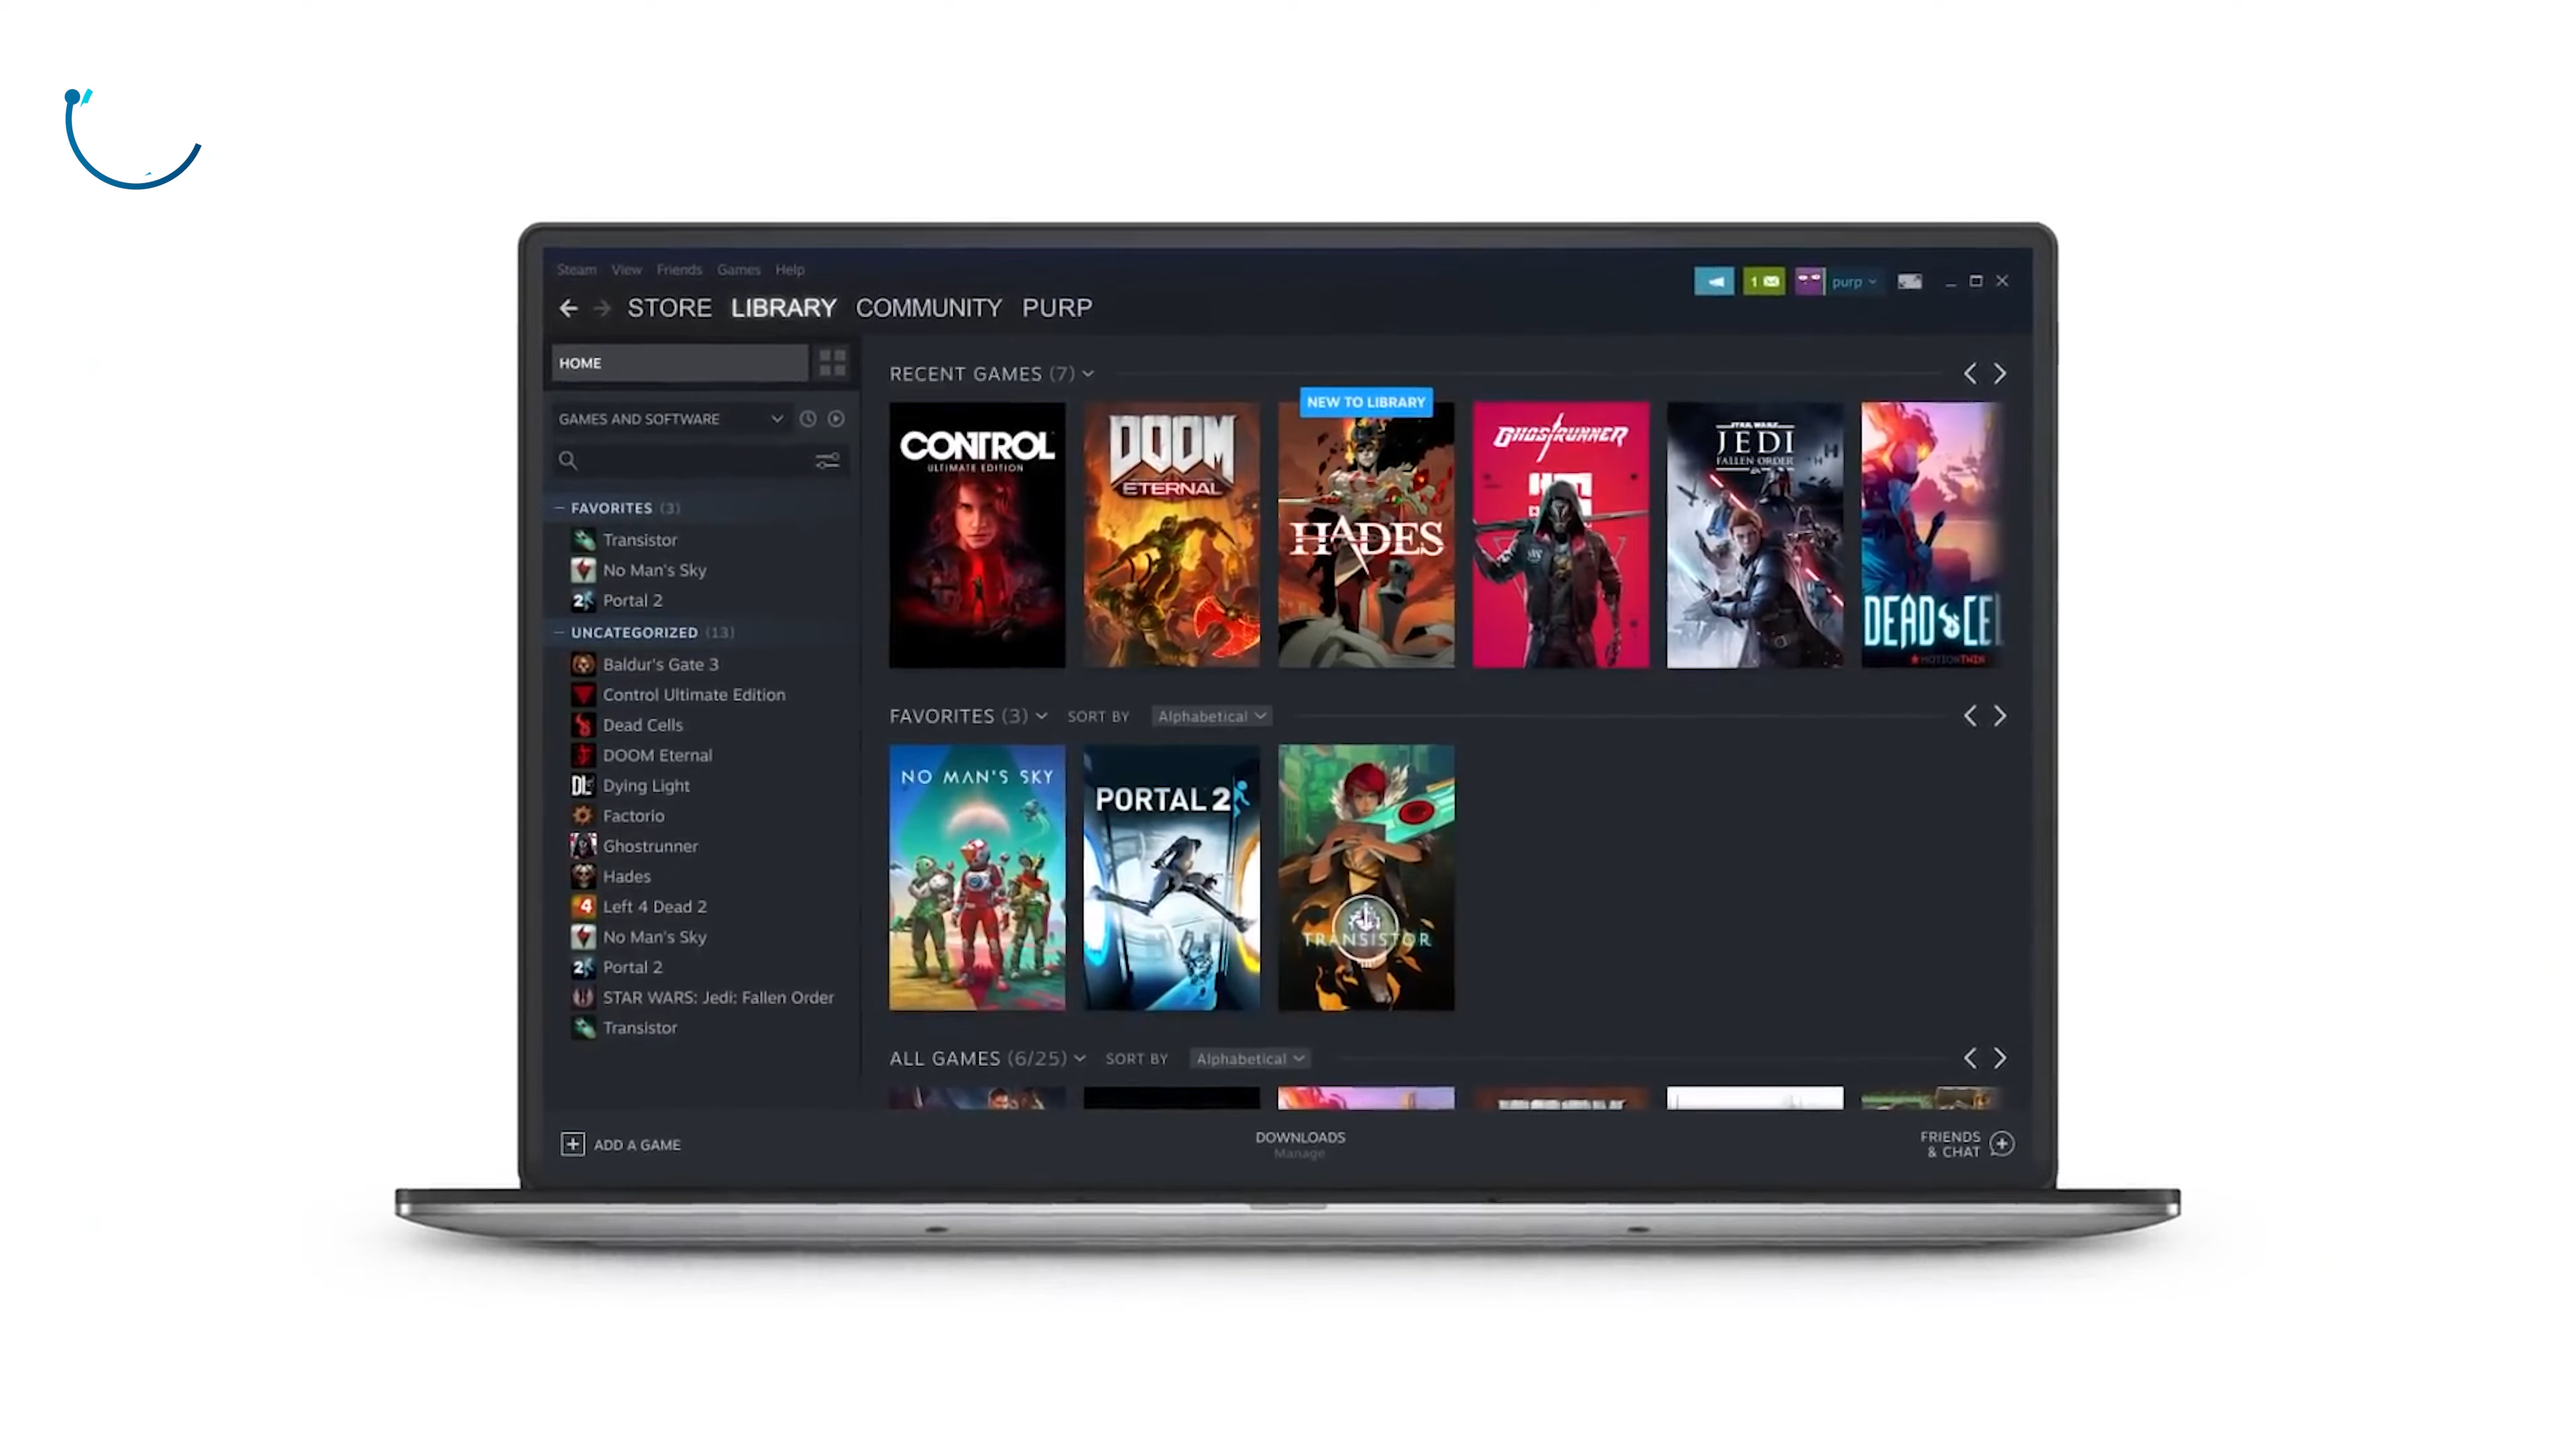 Steam View Friends Games Help
1 purp
STORE LIBRARY COMMUNITY PURP
HOME
GAMES AND SOFTWARE
FAVORITES (3)
Transistor
No Man's Sky
Portal 2
UNCATEGORIZED (13)
Baldur's Gate 3
Control Ultimate Edition
Dead Cells
DOOM Eternal
Dying Light
Factorio
Ghostrunner
Hades
Left 4 Dead 2
No Man's Sky
Portal 2
STAR WARS: Jedi: Fallen Order
Transistor
RECENT GAMES (7)
NEW TO LIBRARY
CONTROL
ULTIMATE EDITION
DOOM
ETERNAL
HADES
GHOSTRUNNER
STAR WARS
JEDI
FALLEN ORDER
DEAD CEL
MOTIONTWIN
FAVORITES (3) SORT BY Alphabetical
NO MAN'S SKY
PORTAL 2
TRANSISTOR
ALL GAMES (6/25) SORT BY Alphabetical
ADD A GAME
DOWNLOADS
Manage
FRIENDS
& CHAT